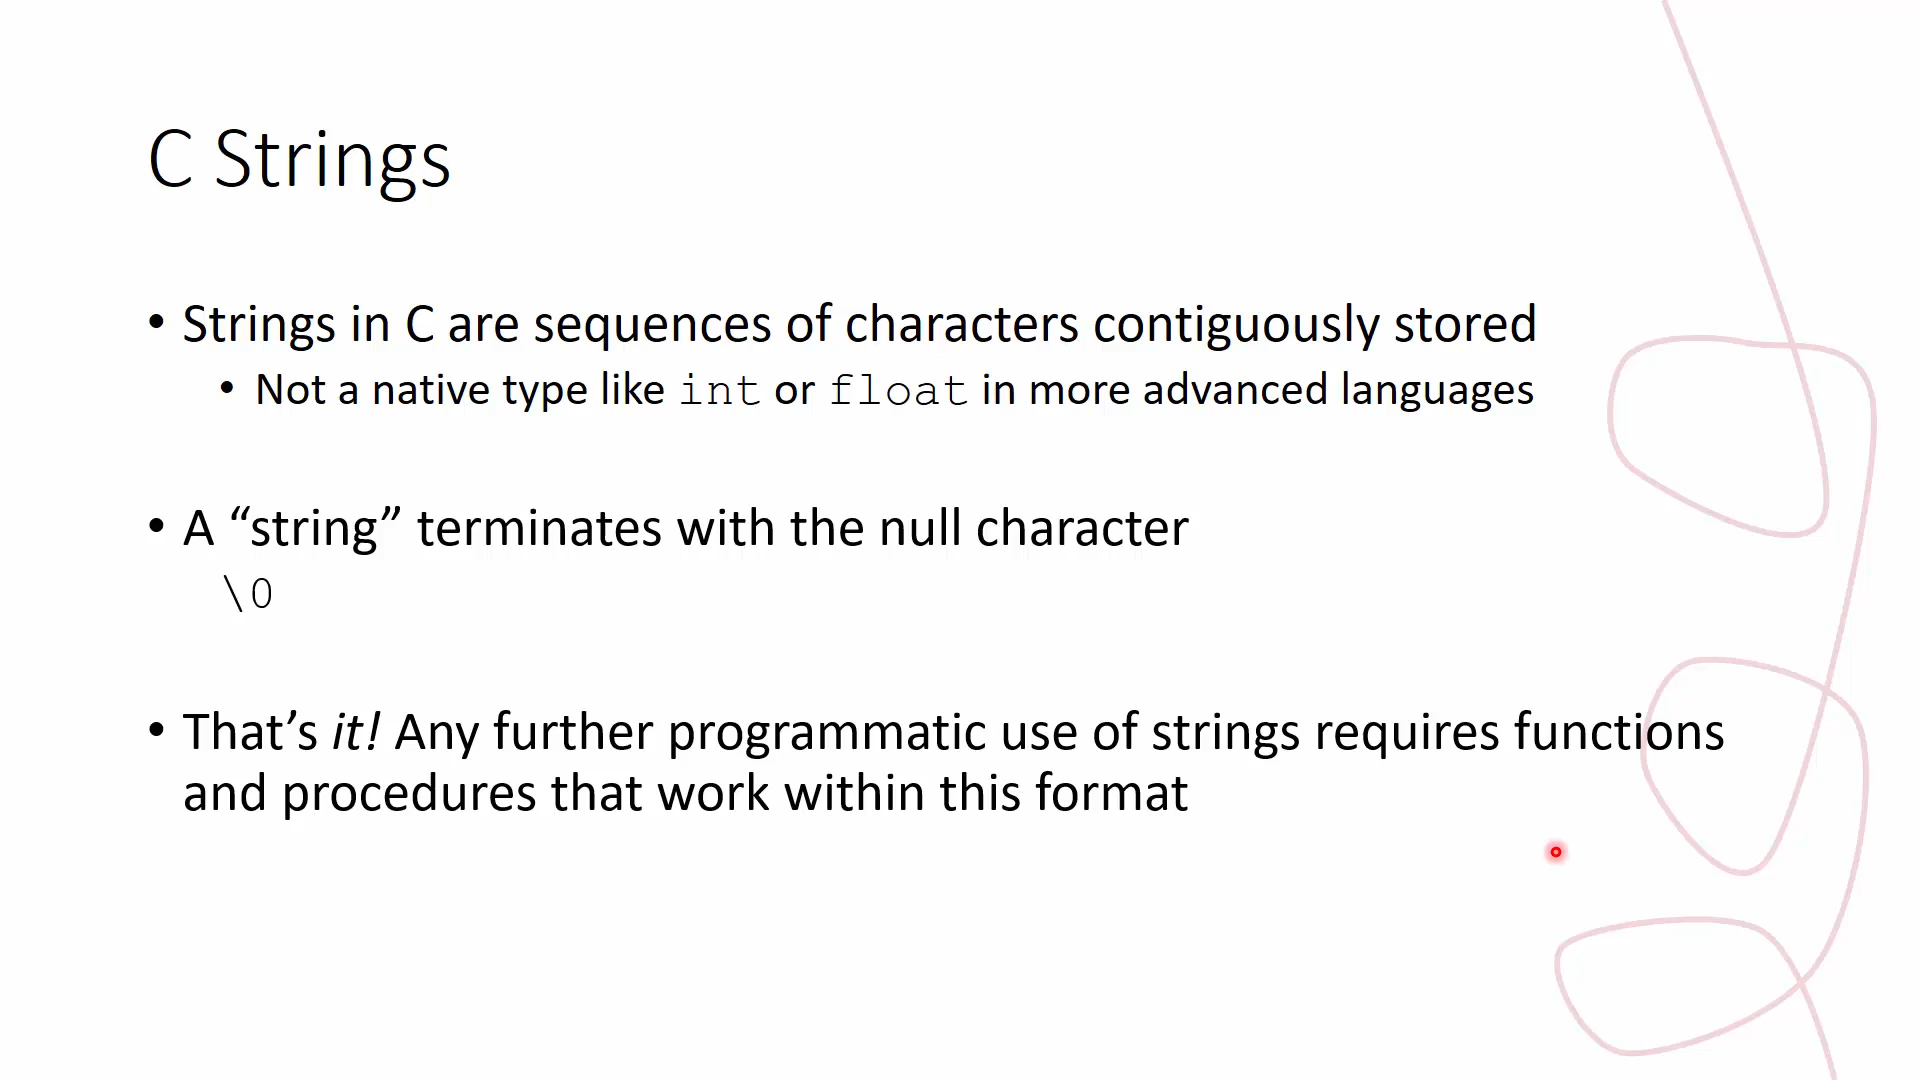 C Strings
• Strings in C are sequences of characters contiguously stored
• Not a native type like int or float in more advanced languages
• A “string” terminates with the null character
\0
• That’s it! Any further programmatic use of strings requires functions
and procedures that work within this format